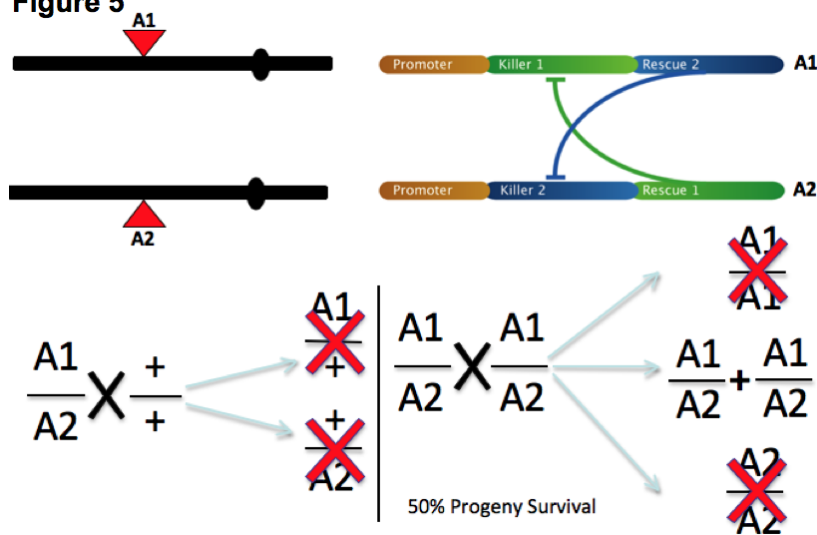 Figure 5
A1
Promoter Killer 1 Rescue 2 A1
Promoter Killer 2 Rescue 1 A2
A2
A1
A2
+
+
A1
+
+
A2
A1
A2
A1
A2
A1
A1
A1
A2
+
A1
A2
A2
A2
50% Progeny Survival